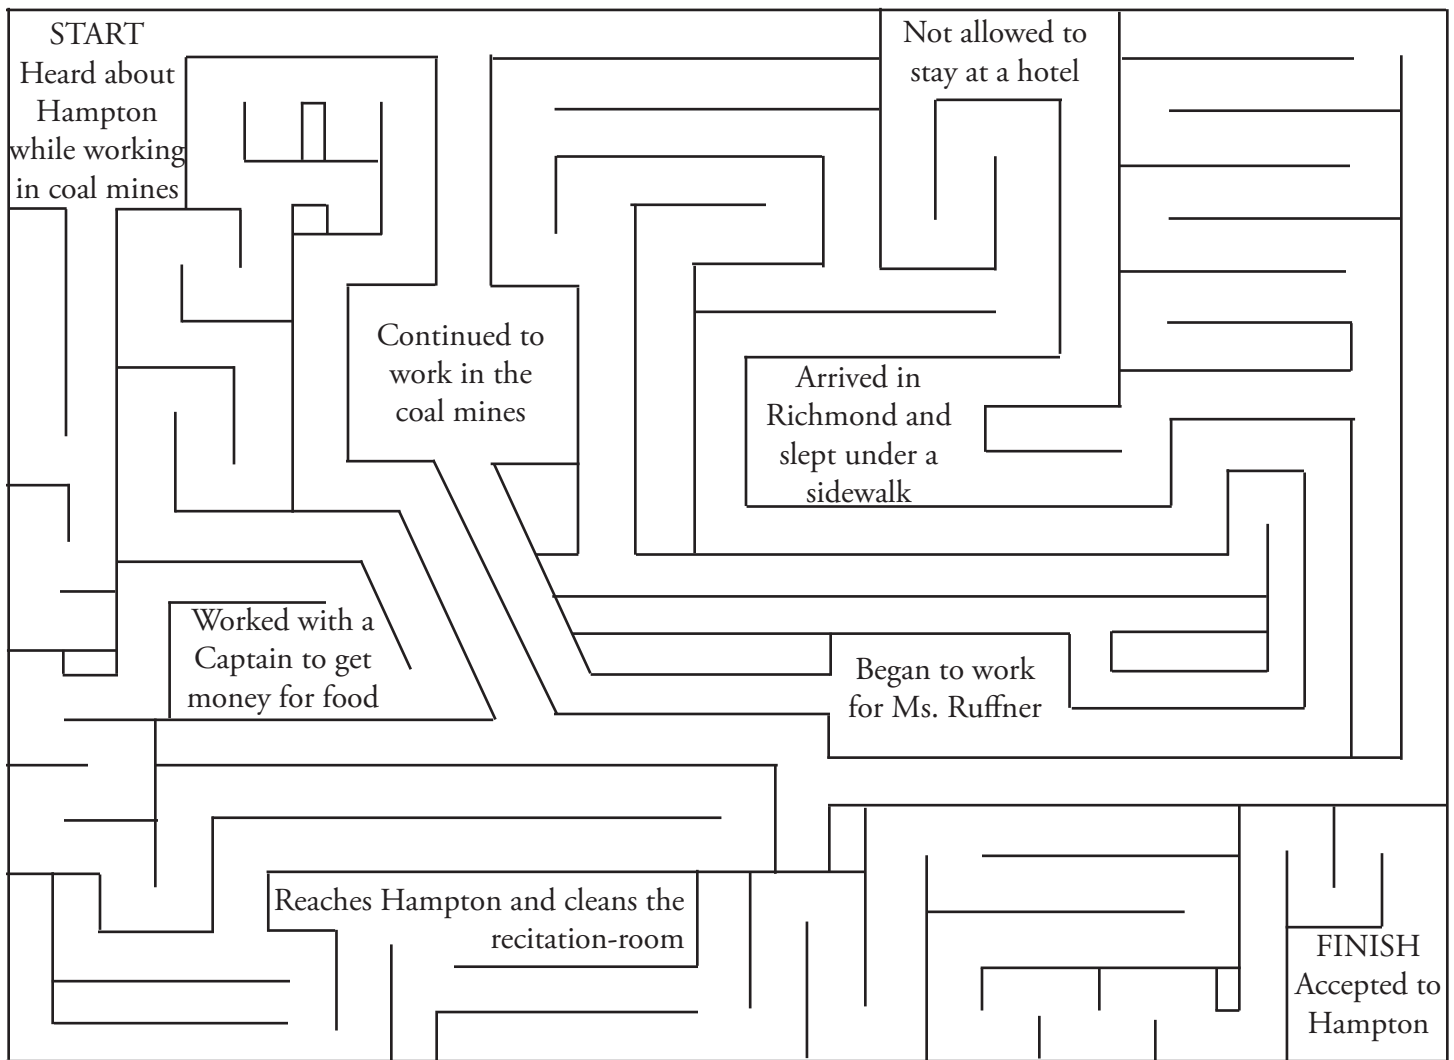 START
Heard about
Hampton
while working
in coal mines
Not allowed to
stay at a hotel
Continued to
work in the
coal mines
Arrived in
Richmond and
slept under a
sidewalk
Worked with a
Captain to get
money for food
Began to work
for Ms. Ruffner
Reaches Hampton and cleans the
recitation-room
FINISH
Accepted to
Hampton